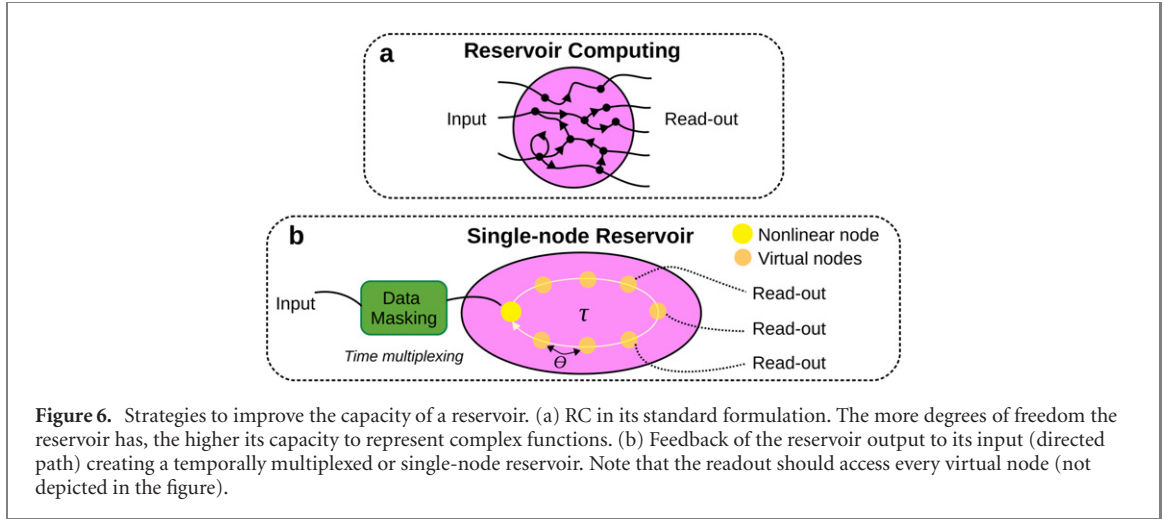 a
Reservoir Computing
Input
Read-out
b
Single-node Reservoir
Nonlinear node
Virtual nodes
Input
Data
Masking
Time multiplexing
τ
Θ
Read-out
Read-out
Read-out
Figure 6. Strategies to improve the capacity of a reservoir. (a) RC in its standard formulation. The more degrees of freedom the
reservoir has, the higher its capacity to represent complex functions. (b) Feedback of the reservoir output to its input (directed
path) creating a temporally multiplexed or single-node reservoir. Note that the readout should access every virtual node (not
depicted in the figure).